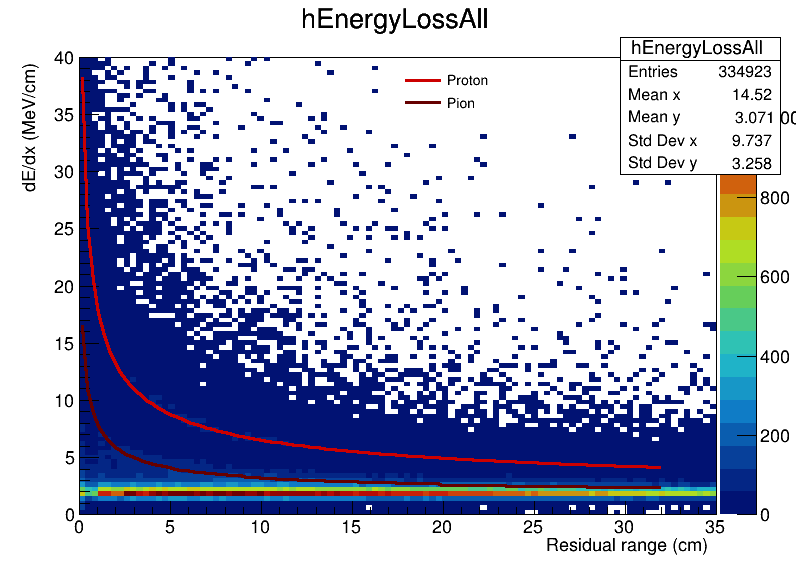 hEnergyLossAll
hEnergyLossAll
Entries 334923
Mean x 14.52
Mean y 3.071
Std Dev x 9.737
Std Dev y 3.258
Proton
Pion
dE/dx (MeV/cm)
40
35
30
25
20
15
10
5
0
0 5 10 15 20 25 30 35
Residual range (cm)
00
800
600
400
200
0